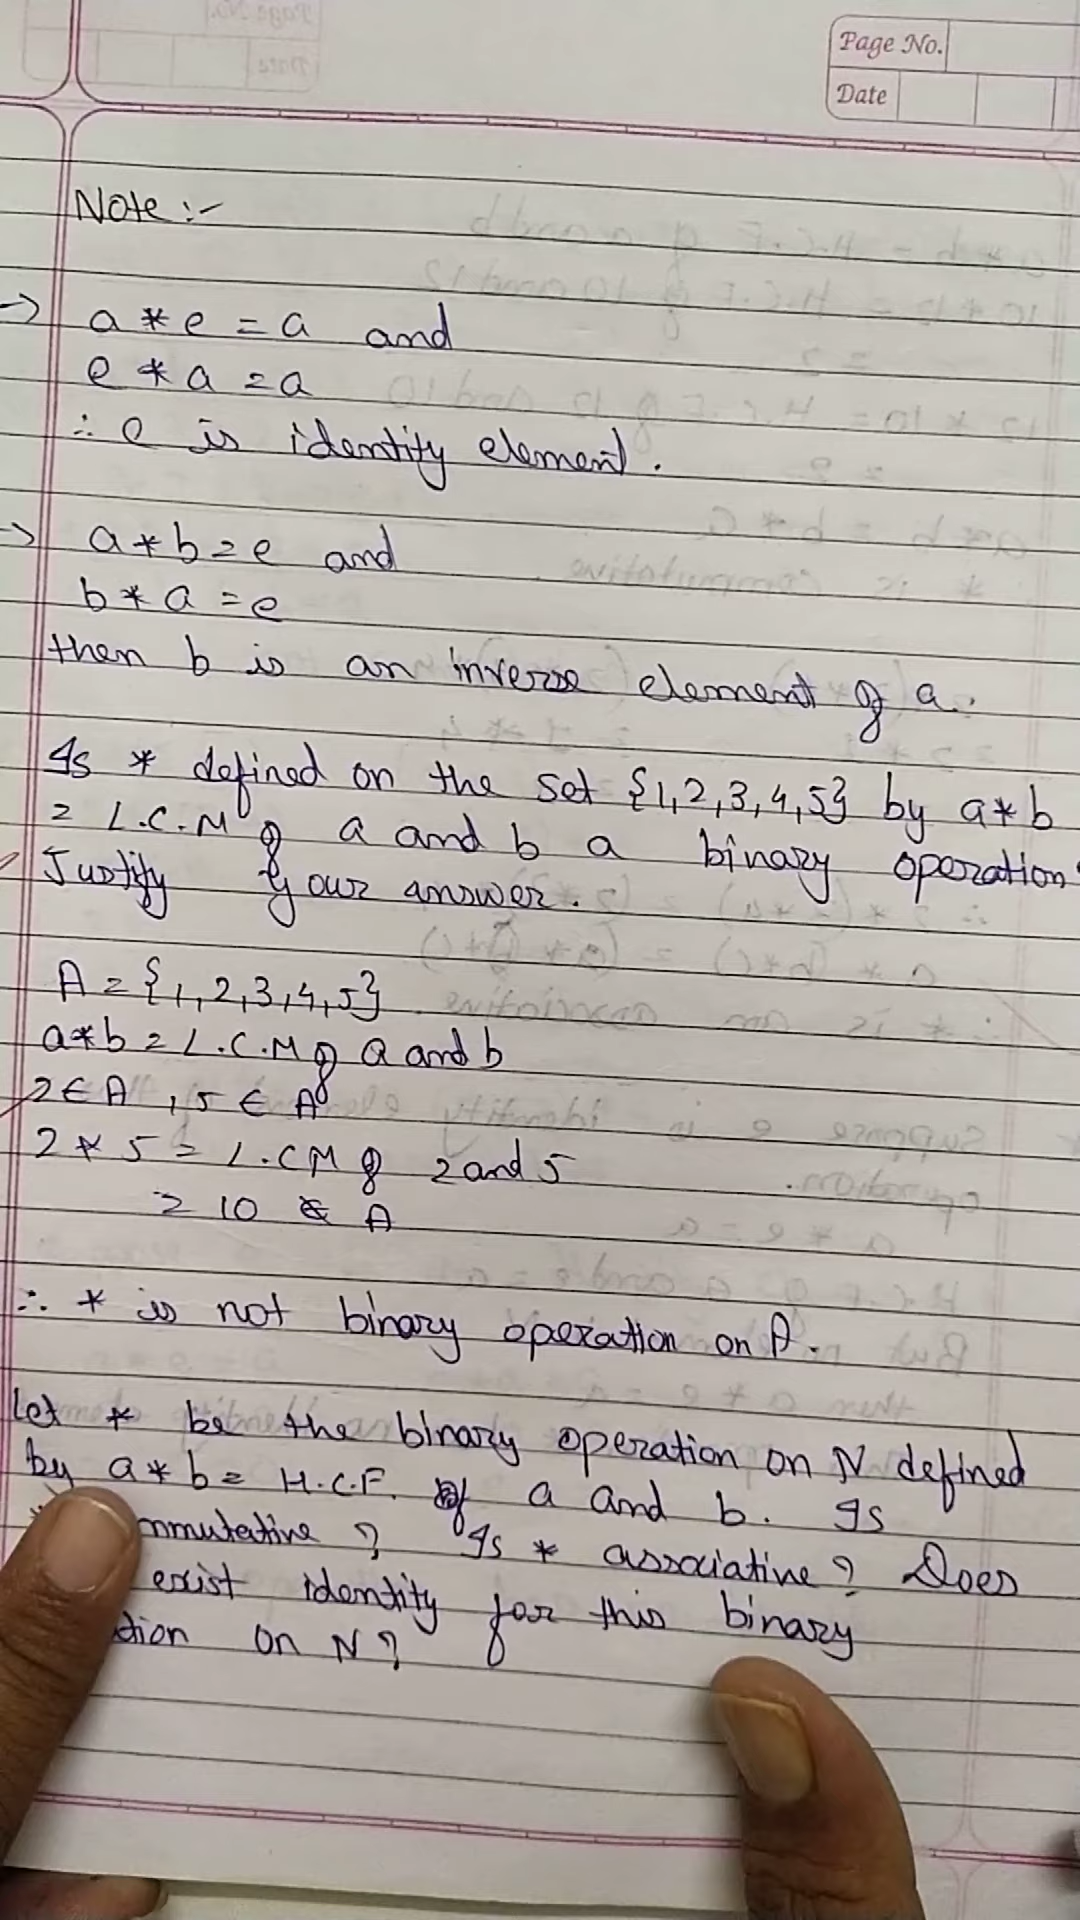 Page No.
Date
Note :-
→ a * e = a and
e * a = a
∴ e is identity element.
→ a * b = e and
b * a = e
then b is an inverse element of a.
Is * defined on the set {1,2,3,4,5} by a * b
= L.C.M of a and b a binary operation
Justify your answer.
A = {1,2,3,4,5}
a * b = L.C.M of a and b
2 ∈ A , 5 ∈ A
2 * 5 = L.CM of 2 and 5
= 10 ∉ A
∴ * is not binary operation on A.
Let * be the binary operation on N defined
by a * b = H.C.F. of a and b. Is
mmutative ? Is * associative ? Does
exist identity for this binary
ation on N ?